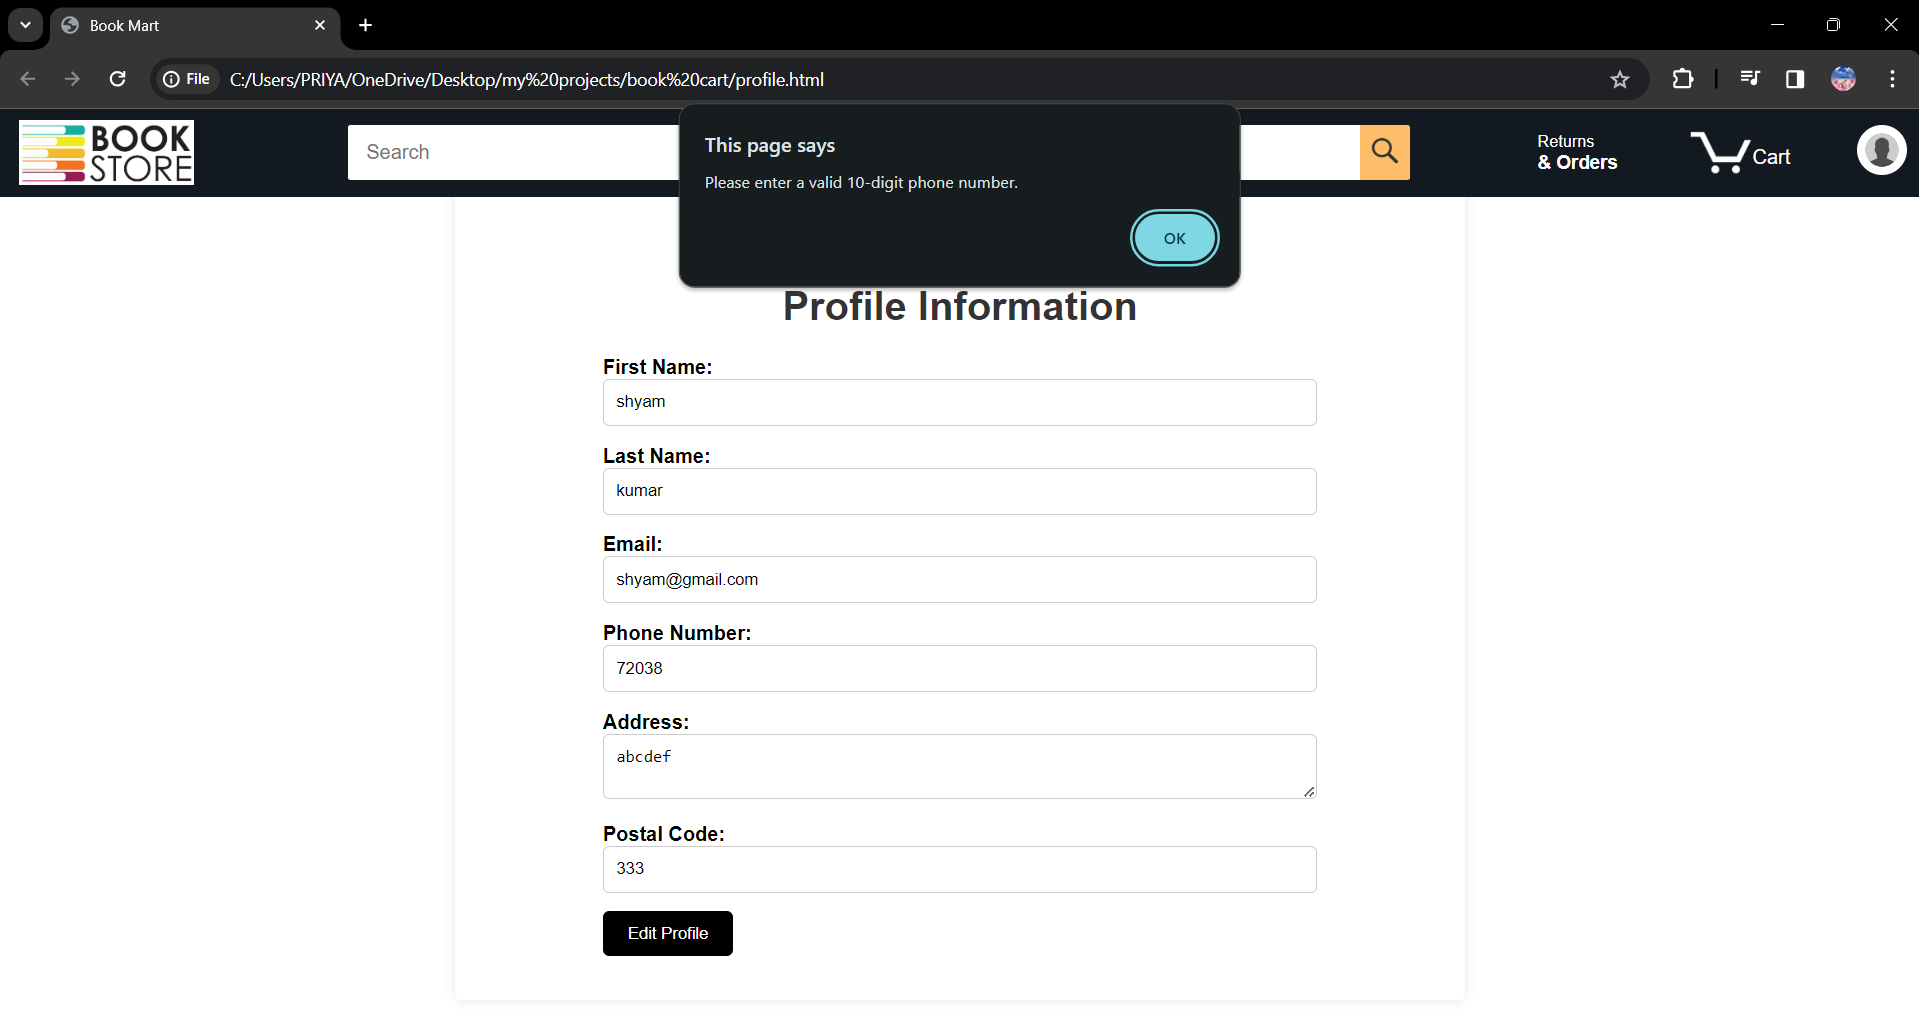 Book Mart
File
C:/Users/PRIYA/OneDrive/Desktop/my%20projects/book%20cart/profile.html
BOOK
STORE
Search
Returns
& Orders
Cart
This page says
Please enter a valid 10-digit phone number.
OK
Profile Information
First Name:
shyam
Last Name:
kumar
Email:
shyam@gmail.com
Phone Number:
72038
Address:
abcdef
Postal Code:
333
Edit Profile